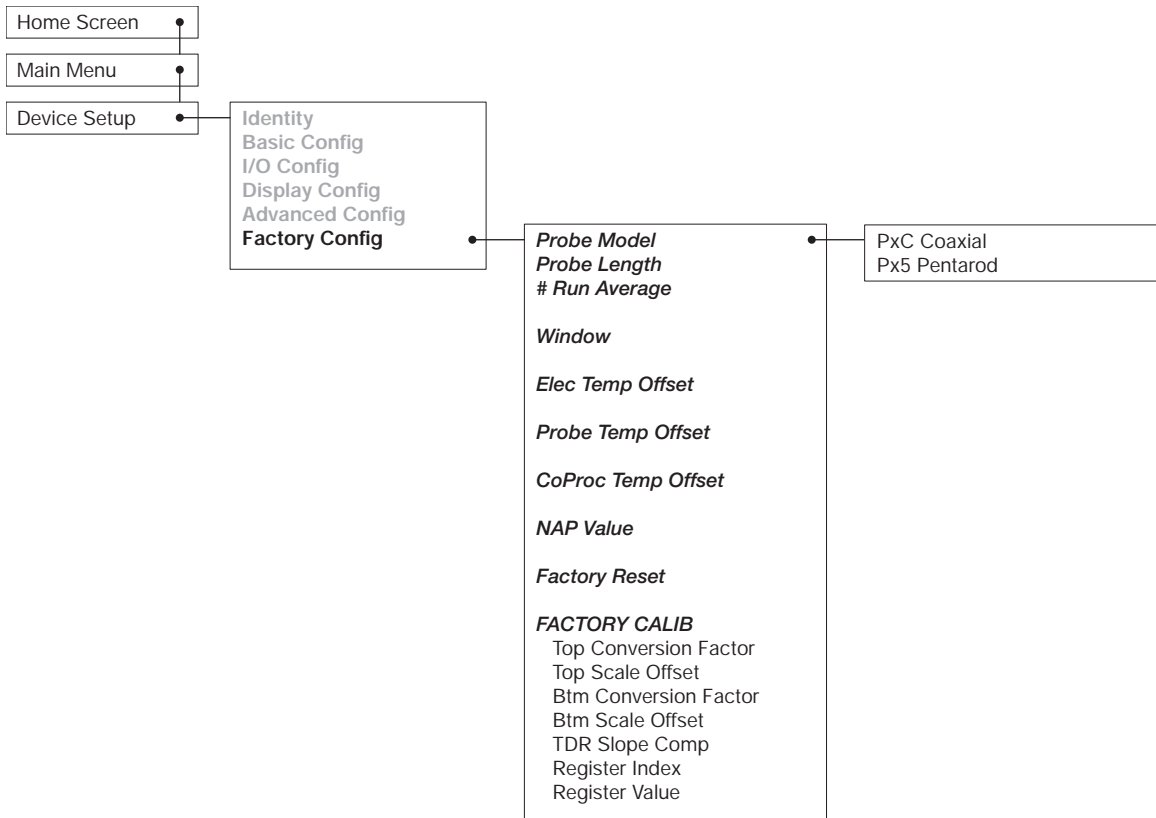 Home Screen
Main Menu
Device Setup
Identity
Basic Config
I/O Config
Display Config
Advanced Config
Factory Config
Probe Model
Probe Length
# Run Average
Window
Elec Temp Offset
Probe Temp Offset
CoProc Temp Offset
NAP Value
Factory Reset
FACTORY CALIB
Top Conversion Factor
Top Scale Offset
Btm Conversion Factor
Btm Scale Offset
TDR Slope Comp
Register Index
Register Value
PxC Coaxial
Px5 Pentarod